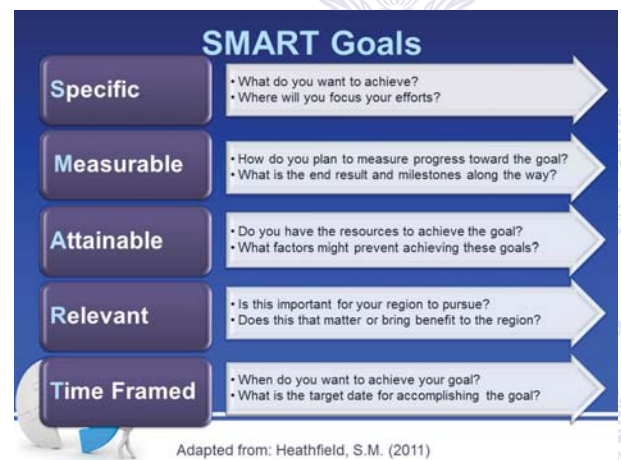 SMART Goals
Specific
• What do you want to achieve?
• Where will you focus your efforts?
Measurable
• How do you plan to measure progress toward the goal?
• What is the end result and milestones along the way?
Attainable
• Do you have the resources to achieve the goal?
• What factors might prevent achieving these goals?
Relevant
• Is this important for your region to pursue?
• Does this that matter or bring benefit to the region?
Time Framed
• When do you want to achieve your goal?
• What is the target date for accomplishing the goal?
Adapted from: Heathfield, S.M. (2011)